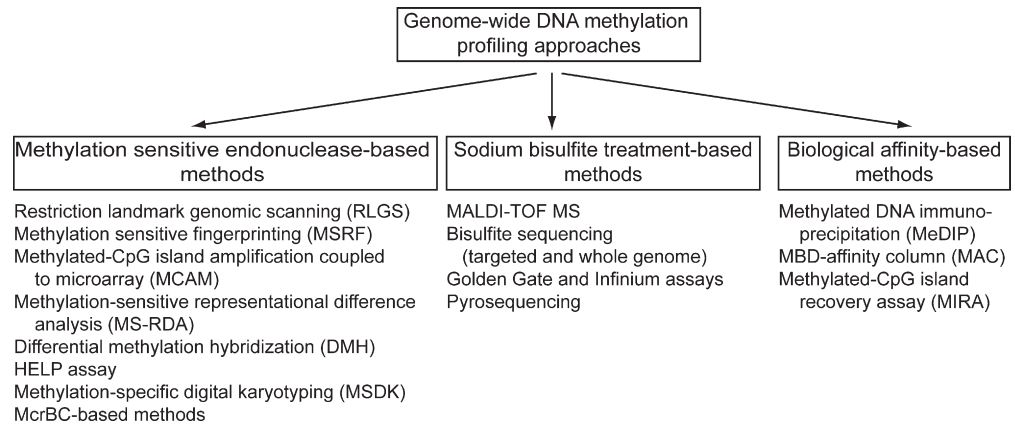 Genome-wide DNA methylation
profiling approaches
Methylation sensitive endonuclease-based
methods
Restriction landmark genomic scanning (RLGS)
Methylation sensitive fingerprinting (MSRF)
Methylated-CpG island amplification coupled
to microarray (MCAM)
Methylation-sensitive representational difference
analysis (MS-RDA)
Differential methylation hybridization (DMH)
HELP assay
Methylation-specific digital karyotyping (MSDK)
McrBC-based methods
Sodium bisulfite treatment-based
methods
MALDI-TOF MS
Bisulfite sequencing
(targeted and whole genome)
Golden Gate and Infinium assays
Pyrosequencing
Biological affinity-based
methods
Methylated DNA immuno-
precipitation (MeDIP)
MBD-affinity column (MAC)
Methylated-CpG island
recovery assay (MIRA)